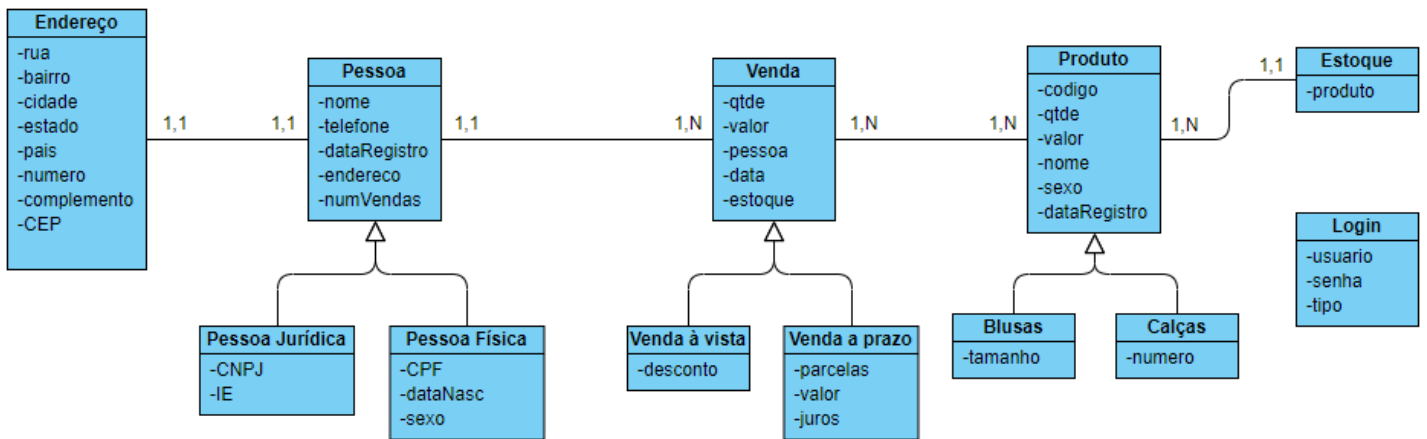 Endereço
-rua
-bairro
-cidade
-estado
-pais
-numero
-complemento
-CEP
1,1
1,1
Pessoa
-nome
-telefone
-dataRegistro
-endereco
-numVendas
1,1
1,N
Venda
-qtde
-valor
-pessoa
-data
-estoque
1,N
1,N
Produto
-codigo
-qtde
-valor
-nome
-sexo
-dataRegistro
1,N
1,1
Estoque
-produto
Login
-usuario
-senha
-tipo
Pessoa Jurídica
-CNPJ
-IE
Pessoa Física
-CPF
-dataNasc
-sexo
Venda à vista
-desconto
Venda a prazo
-parcelas
-valor
-juros
Blusas
-tamanho
Calças
-numero